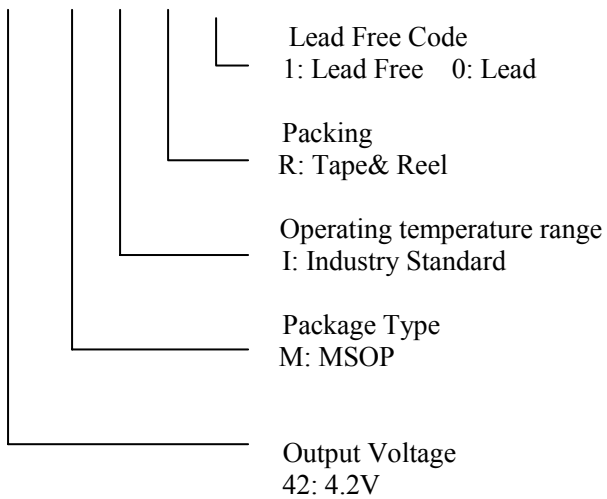 Lead Free Code
1: Lead Free 0: Lead
Packing
R: Tape& Reel
Operating temperature range
I: Industry Standard
Package Type
M: MSOP
Output Voltage
42: 4.2V